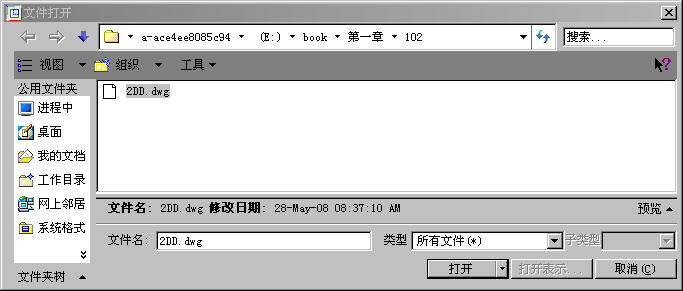 文件打开
a-ace4ee8085c94 (E:) book 第一章 102 搜索...
视图 组织 工具
公用文件夹
2DD.dwg
进程中
桌面
我的文档
工作目录
网上邻居
系统格式
文件名: 2DD.dwg 修改日期: 28-May-08 08:37:10 AM 预览
文件名: 2DD.dwg 类型 所有文件(*) 子类型
文件夹树 打开 打开表示... 取消(C)